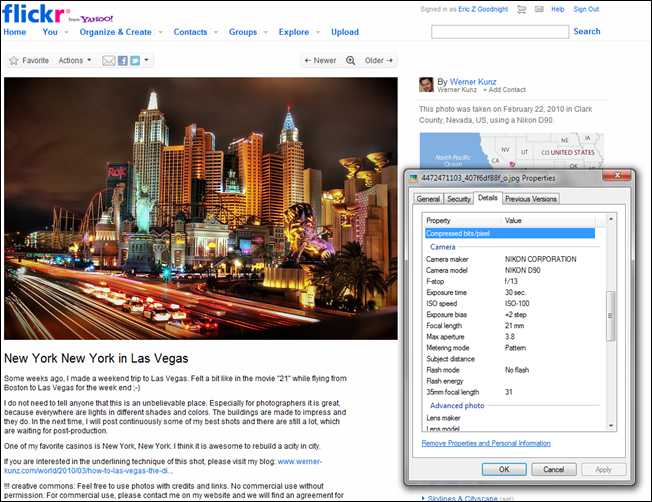 flickr from YAHOO!
Signed in as Eric Z Goodnight Help Sign Out
Home You Organize & Create Contacts Groups Explore Upload Search
Favorite Actions Newer Older
By Werner Kunz
Werner Kunz + Add Contact
This photo was taken on February 22, 2010 in Clark
County, Nevada, US, using a Nikon D90.
North Pacific
NV UT CO UNITED STATES NE IA
4472471103_407f6df88f_o.jpg Properties
General Security Details Previous Versions
Property Value
Compressed bits/pixel
Camera
Camera maker NIKON CORPORATION
Camera model NIKON D90
F-stop f/13
Exposure time 30 sec.
ISO speed ISO-100
Exposure bias +2 step
Focal length 21 mm
Max aperture 3.8
Metering mode Pattern
Subject distance
Flash mode No flash
Flash energy
35mm focal length 31
Advanced photo
Lens maker
Lens model
Remove Properties and Personal Information
OK Cancel Apply
New York New York in Las Vegas
Some weeks ago, I made a weekend trip to Las Vegas. Felt a bit like in the movie "21" while flying from
Boston to Las Vegas for the week end ;-)
I do not need to tell anyone that this is an unbelievable place. Especially for photographers it is great,
because everywhere are lights in different shades and colors. The buildings are made to impress and
they do. In the next time, I will post continuously some of my best shots and there are still a lot, which
are waiting for post-production.
One of my favorite casinos is New York, New York. I think it is awesome to rebuild a acity in city.
If you are interested in the underlining technique of this shot, please visit my blog: www.werner-
kunz.com/world/2010/03/how-to-las-vegas-the-di...
!!! creative commons: Feel free to use photos with credits and links. No commercial use without
permission. For commercial use, please contact me on my website and we will find an agreement for
Skylines & Cityscape